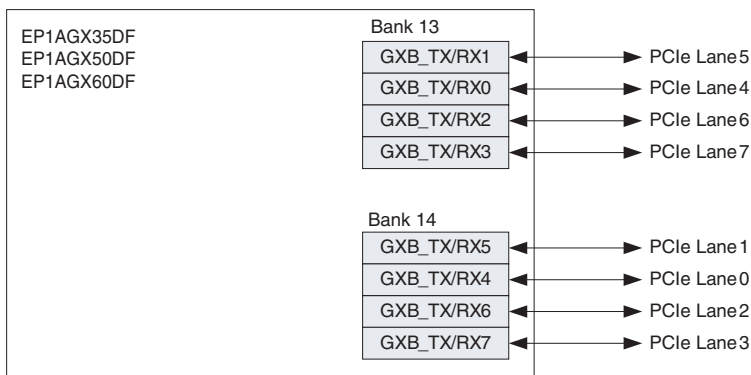 EP1AGX35DF
EP1AGX50DF
EP1AGX60DF
Bank 13
GXB_TX/RX1 PCIe Lane 5
GXB_TX/RX0 PCIe Lane 4
GXB_TX/RX2 PCIe Lane 6
GXB_TX/RX3 PCIe Lane 7
Bank 14
GXB_TX/RX5 PCIe Lane 1
GXB_TX/RX4 PCIe Lane 0
GXB_TX/RX6 PCIe Lane 2
GXB_TX/RX7 PCIe Lane 3